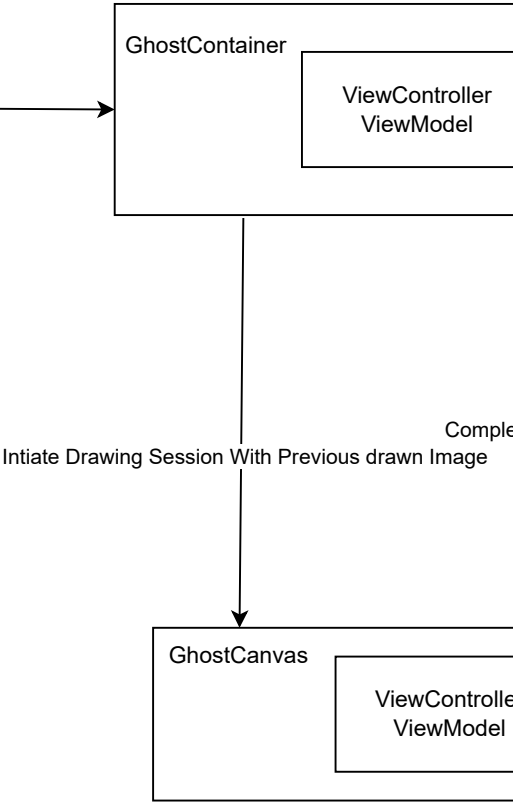 GhostContainer
ViewController
ViewModel
Comple
Intiate Drawing Session With Previous drawn Image
GhostCanvas
ViewControlle
ViewModel